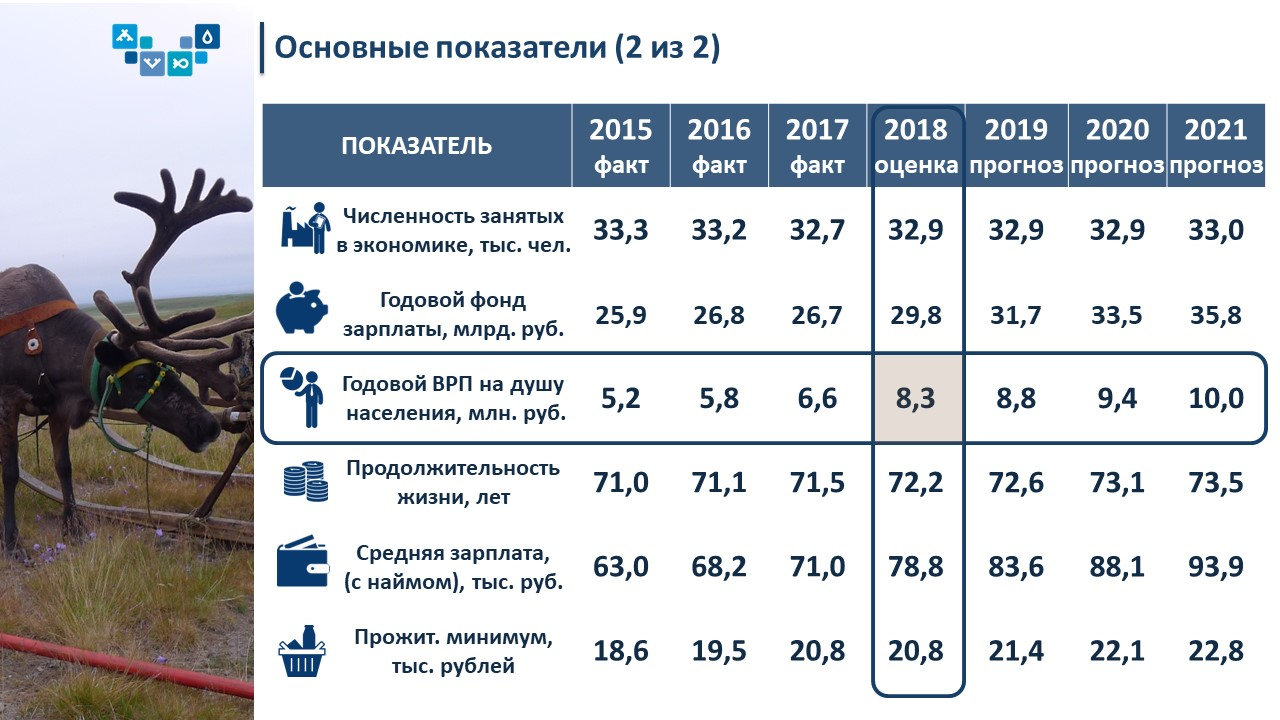 Основные показатели (2 из 2)
ПОКАЗАТЕЛЬ
2015 2016 2017 2018 2019 2020 2021
факт факт факт оценка прогноз прогноз прогноз
Численность занятых
в экономике, тыс. чел.
33,3 33,2 32,7 32,9 32,9 32,9 33,0
Годовой фонд
зарплаты, млрд. руб.
25,9 26,8 26,7 29,8 31,7 33,5 35,8
Годовой ВРП на душу
населения, млн. руб.
5,2 5,8 6,6 8,3 8,8 9,4 10,0
Продолжительность
жизни, лет
71,0 71,1 71,5 72,2 72,6 73,1 73,5
Средняя зарплата,
(с наймом), тыс. руб.
63,0 68,2 71,0 78,8 83,6 88,1 93,9
Прожит. минимум,
тыс. рублей
18,6 19,5 20,8 20,8 21,4 22,1 22,8